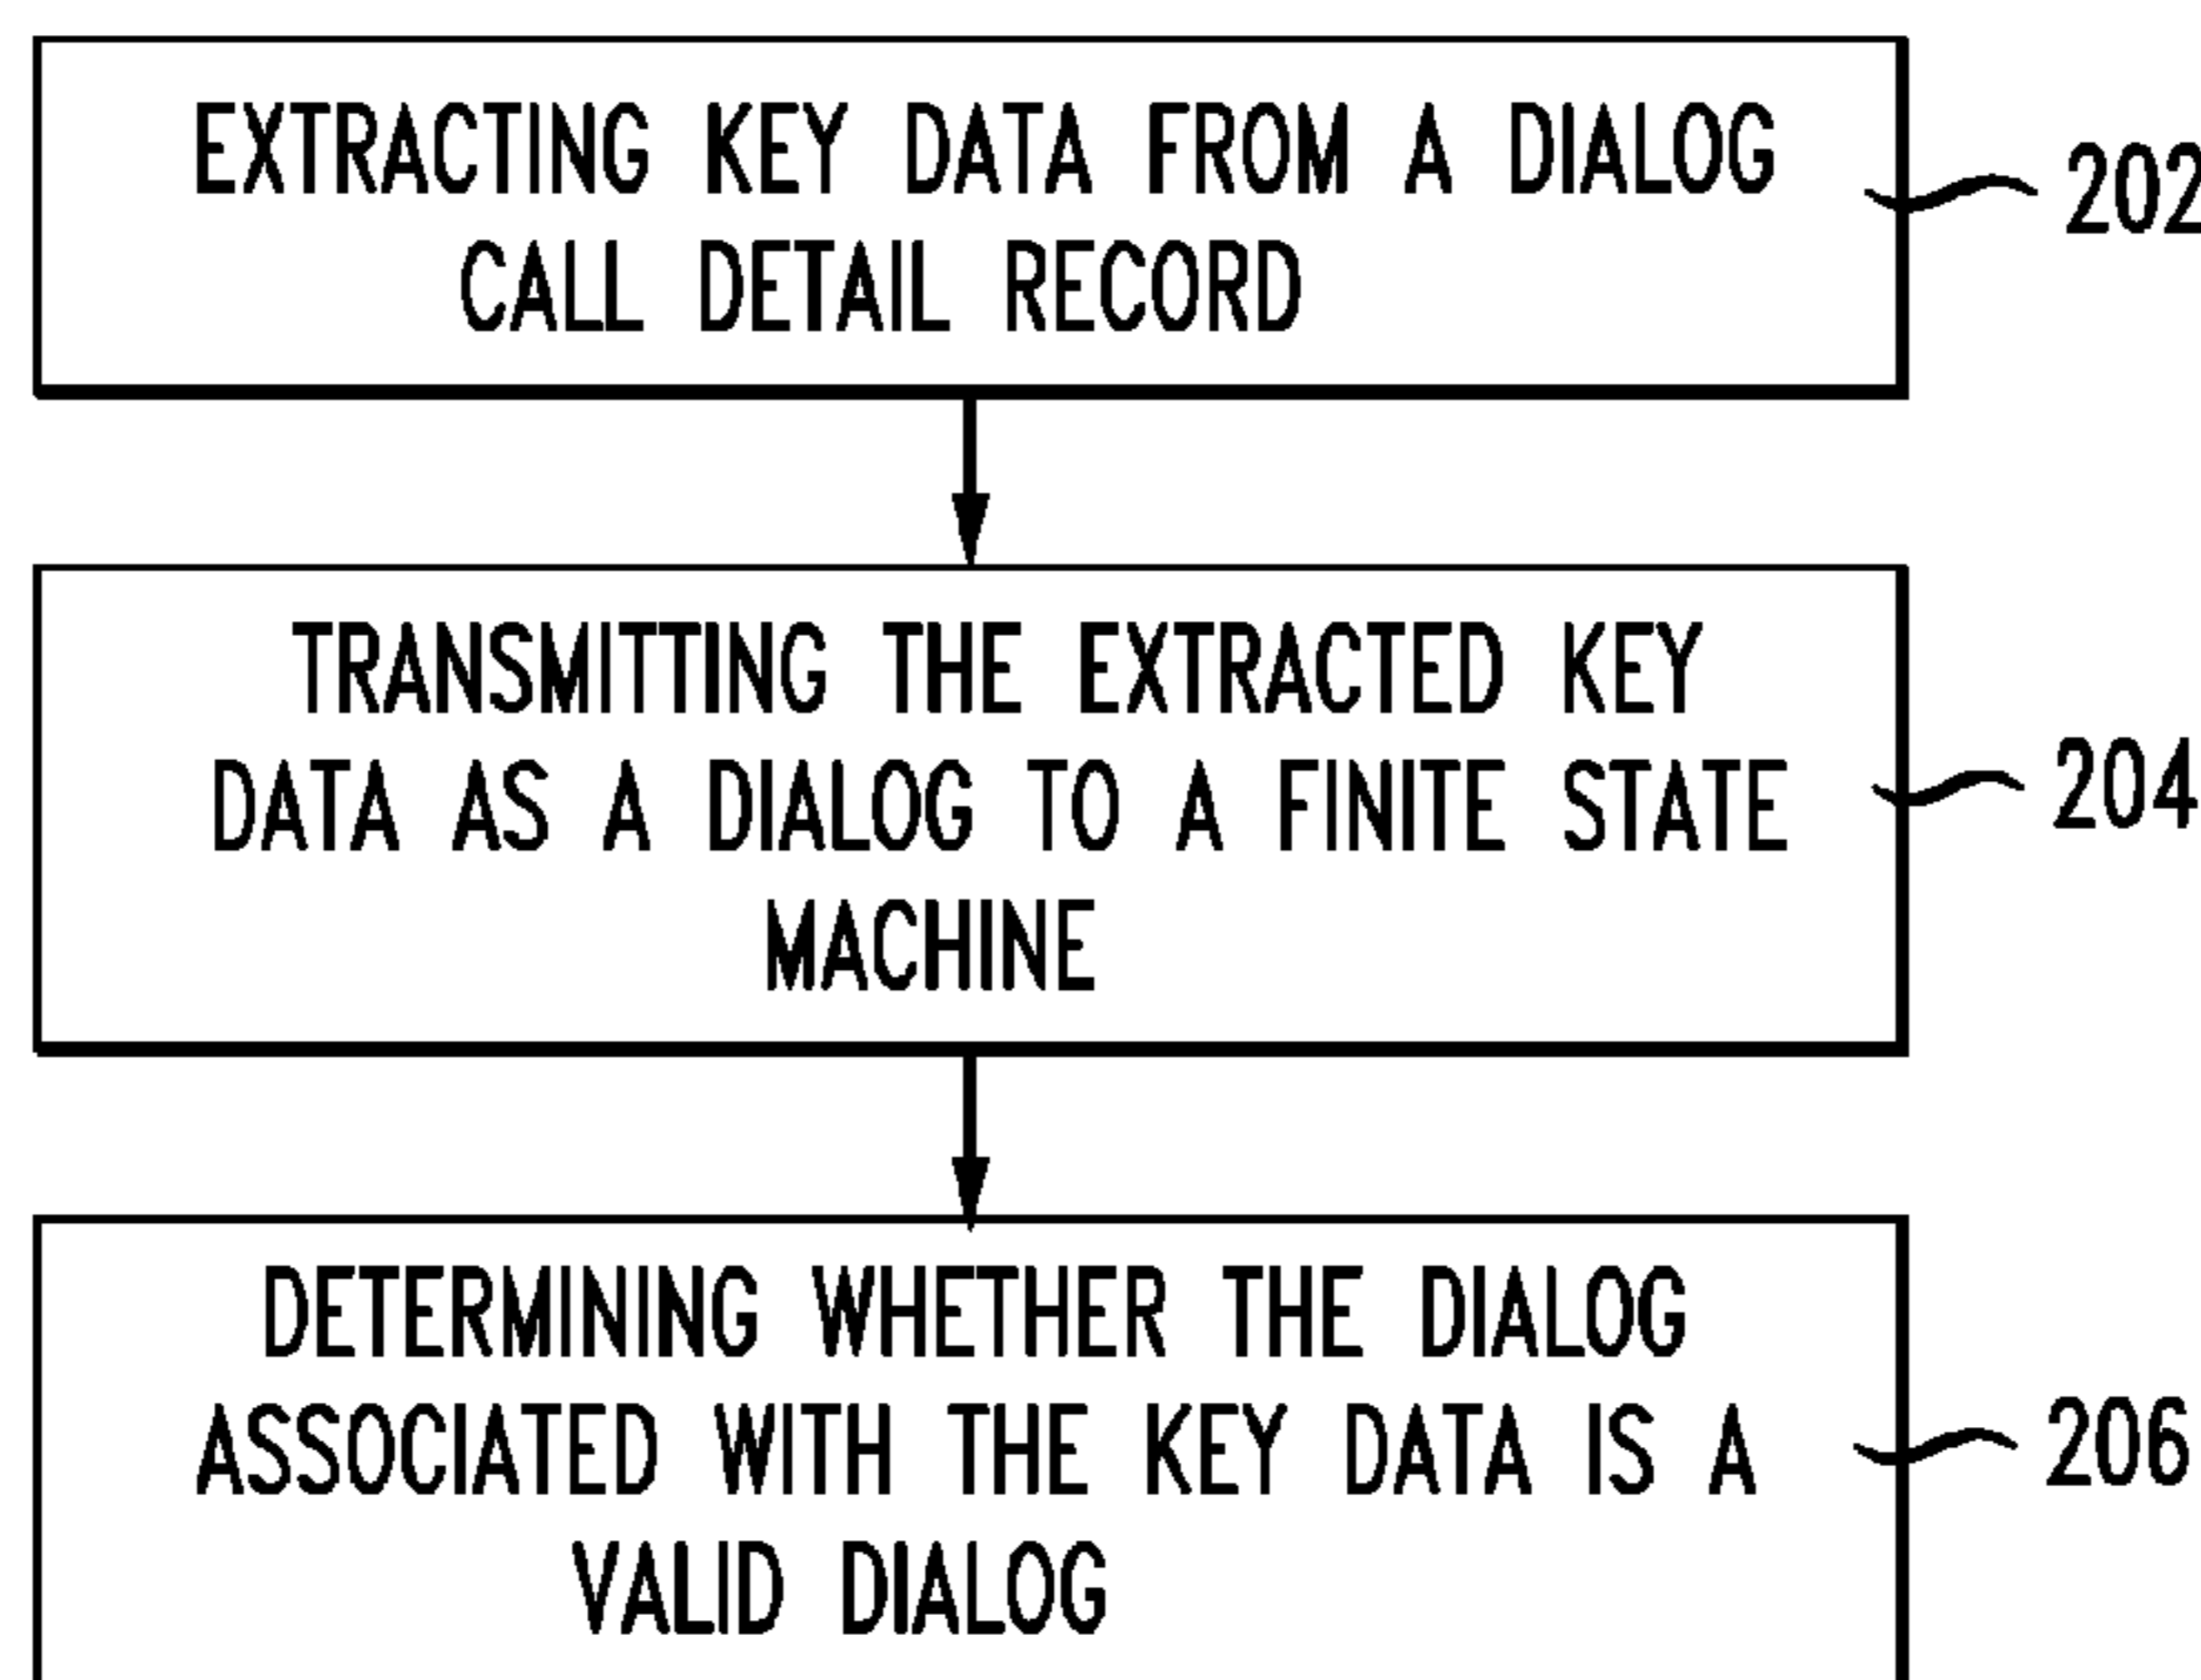 EXTRACTING KEY DATA FROM A DIALOG
CALL DETAIL RECORD
202
TRANSMITTING THE EXTRACTED KEY
DATA AS A DIALOG TO A FINITE STATE
MACHINE
204
DETERMINING WHETHER THE DIALOG
ASSOCIATED WITH THE KEY DATA IS A
VALID DIALOG
206